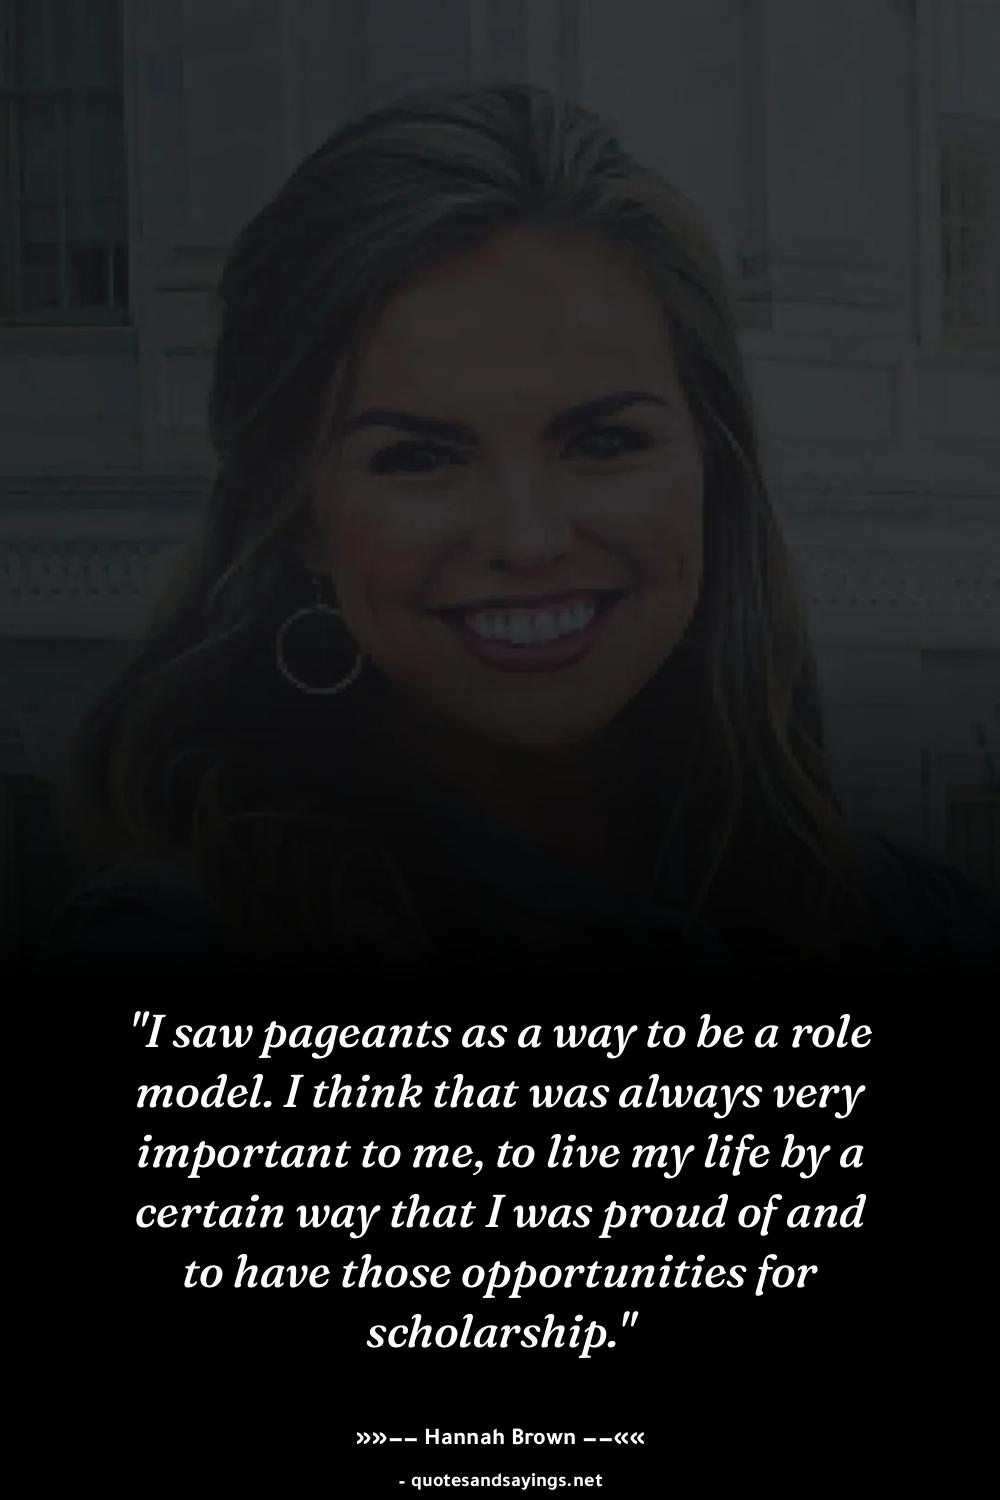 "I saw pageants as a way to be a role
model. I think that was always very
important to me, to live my life by a
certain way that I was proud of and
to have those opportunities for
scholarship."
»»−− Hannah Brown −−««
- quotesandsayings.net